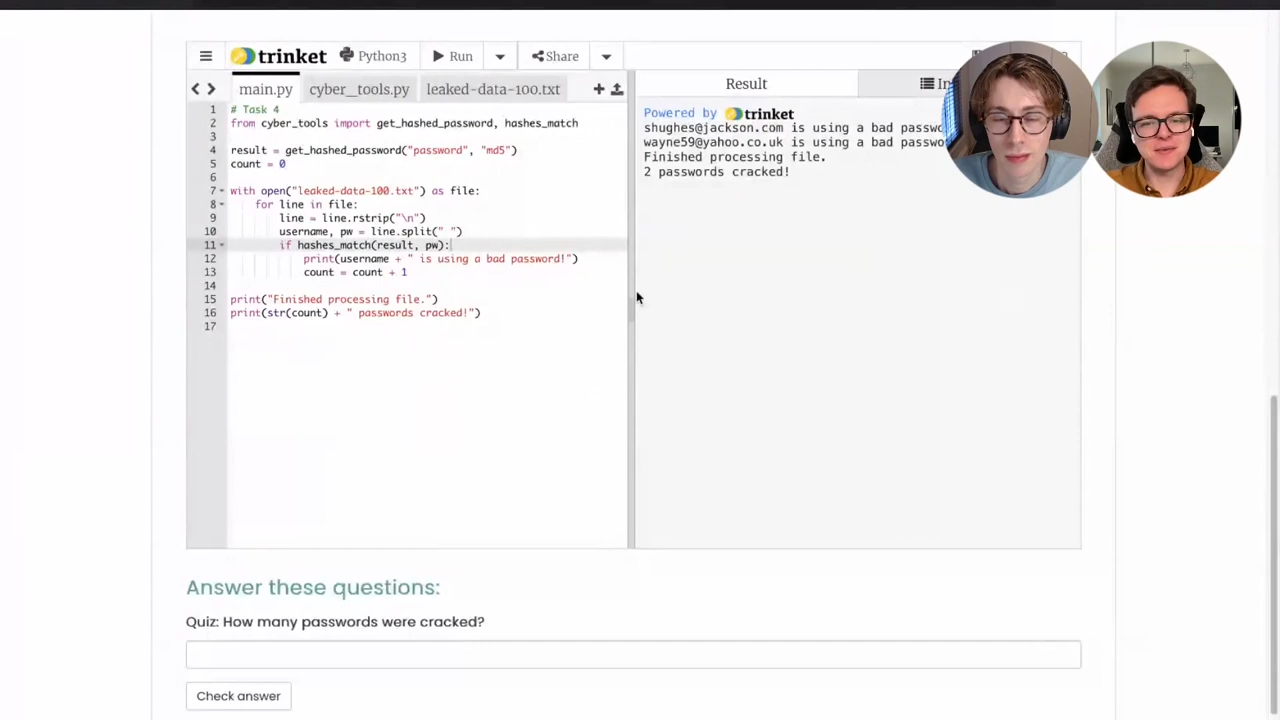 trinket Python3 Run Share
main.py cyber_tools.py leaked-data-100.txt
1 # Task 4
2 from cyber_tools import get_hashed_password, hashes_match
3
4 result = get_hashed_password("password", "md5")
5 count = 0
6
7 with open("leaked-data-100.txt") as file:
8 for line in file:
9 line = line.rstrip("\n")
10 username, pw = line.split(" ")
11 if hashes_match(result, pw):
12 print(username + " is using a bad password!")
13 count = count + 1
14
15 print("Finished processing file.")
16 print(str(count) + " passwords cracked!")
17
Result
Powered by trinket
shughes@jackson.com is using a bad passw
wayne59@yahoo.co.uk is using a bad passwo
Finished processing file.
2 passwords cracked!
Answer these questions:
Quiz: How many passwords were cracked?
Check answer